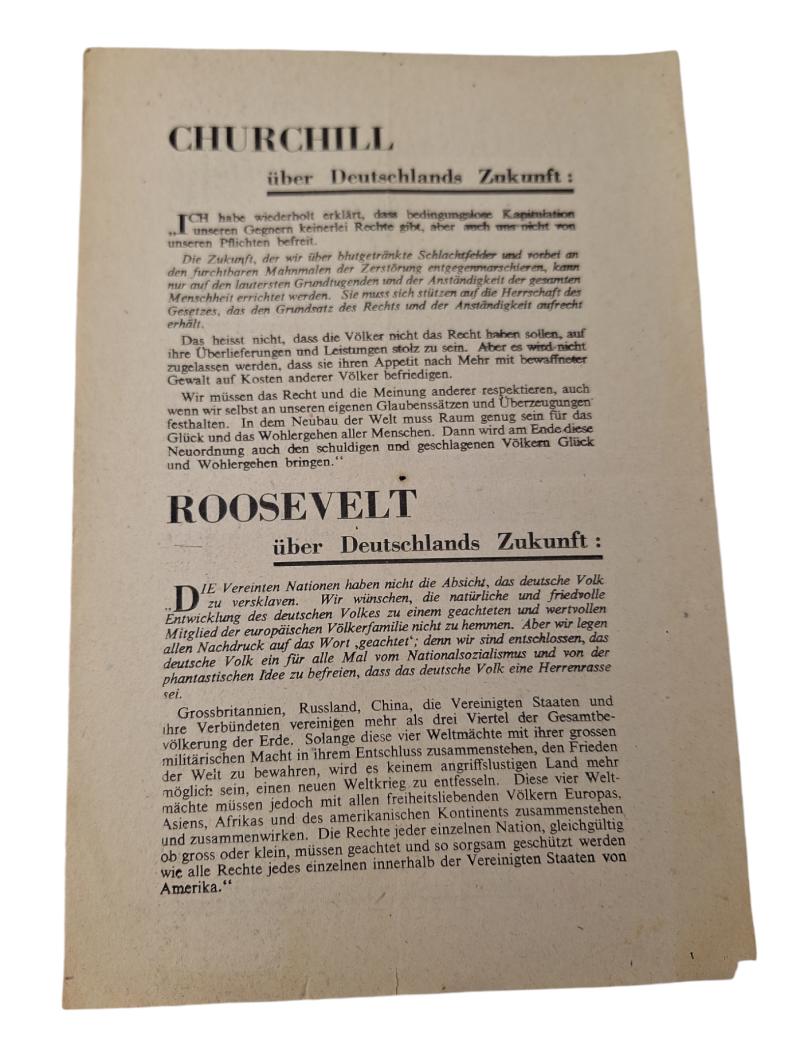 CHURCHILL
über Deutschlands Zukunft :
„ICH habe wiederholt erklärt, dass bedingungslose Kapitulation
unseren Gegnern keinerlei Rechte gibt, aber auch uns nicht von
unseren Pflichten befreit.
Die Zukunft, der wir über blutgetränkte Schlachtfelder und vorbei an
den furchtbaren Mahnmalen der Zerstörung entgegenmarschieren, kann
nur auf den lautersten Grundtugenden und der Anständigkeit der gesamten
Menschheit errichtet werden. Sie muss sich stützen auf die Herrschaft des
Gesetzes, das den Grundsatz des Rechts und der Anständigkeit aufrecht
erhält.
Das heisst nicht, dass die Völker nicht das Recht haben sollen, auf
ihre Überlieferungen und Leistungen stolz zu sein. Aber es wird nicht
zugelassen werden, dass sie ihren Appetit nach Mehr mit bewaffneter
Gewalt auf Kosten anderer Völker befriedigen.
Wir müssen das Recht und die Meinung anderer respektieren, auch
wenn wir selbst an unseren eigenen Glaubenssätzen und Überzeugungen
festhalten. In dem Neubau der Welt muss Raum genug sein für das
Glück und das Wohlergehen aller Menschen. Dann wird am Ende diese
Neuordnung auch den schuldigen und geschlagenen Völkern Glück
und Wohlergehen bringen.“
ROOSEVELT
über Deutschlands Zukunft :
„DIE Vereinten Nationen haben nicht die Absicht, das deutsche Volk
zu versklaven. Wir wünschen, die natürliche und friedvolle
Entwicklung des deutschen Volkes zu einem geachteten und wertvollen
Mitglied der europäischen Völkerfamilie nicht zu hemmen. Aber wir legen
allen Nachdruck auf das Wort ‚geachtet‘; denn wir sind entschlossen, das
deutsche Volk ein für alle Mal vom Nationalsozialismus und von der
phantastischen Idee zu befreien, dass das deutsche Volk eine Herrenrasse
sei.
Grossbritannien, Russland, China, die Vereinigten Staaten und
ihre Verbündeten vereinigen mehr als drei Viertel der Gesamtbe-
völkerung der Erde. Solange diese vier Weltmächte mit ihrer grossen
militärischen Macht in ihrem Entschluss zusammenstehen, den Frieden
der Welt zu bewahren, wird es keinem angriffslustigen Land mehr
möglich sein, einen neuen Weltkrieg zu entfesseln. Diese vier Welt-
mächte müssen jedoch mit allen freiheitsliebenden Völkern Europas,
Asiens, Afrikas und des amerikanischen Kontinents zusammenstehen
und zusammenwirken. Die Rechte jeder einzelnen Nation, gleichgültig
ob gross oder klein, müssen geachtet und so sorgsam geschützt werden
wie alle Rechte jedes einzelnen innerhalb der Vereinigten Staaten von
Amerika.“